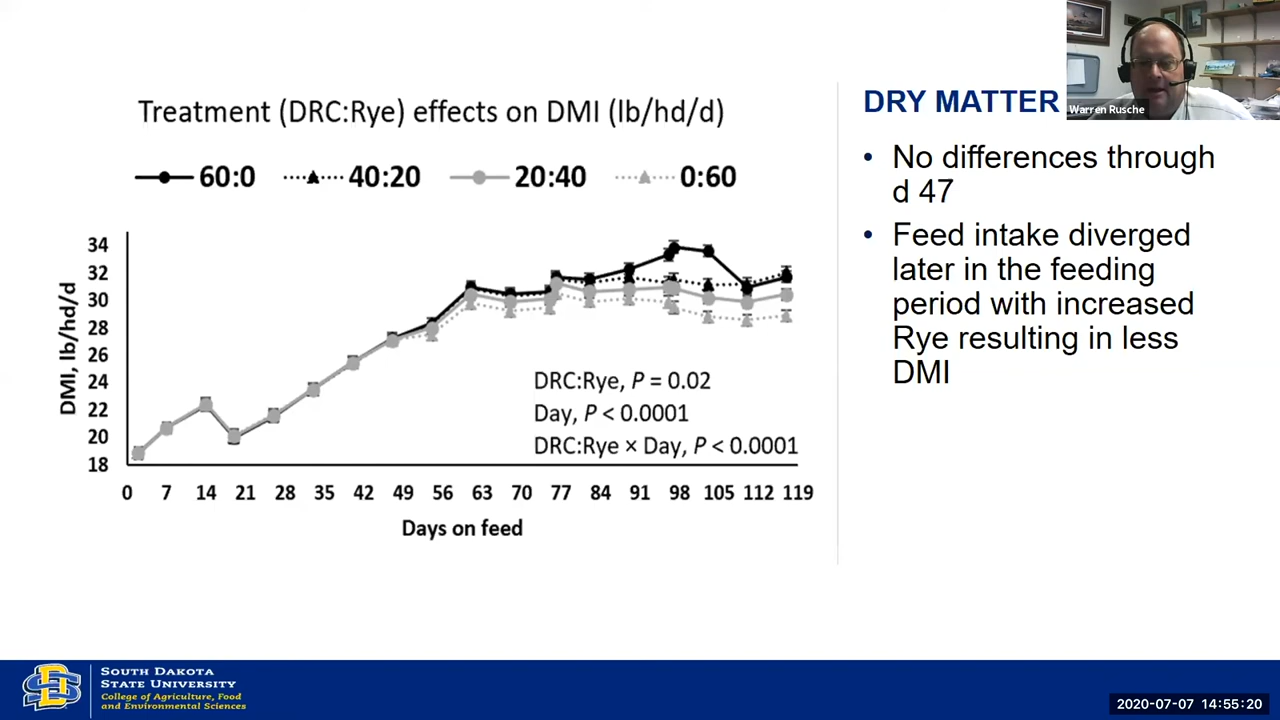 Treatment (DRC:Rye) effects on DMI (lb/hd/d)
60:0 40:20 20:40 0:60
DMI, lb/hd/d
34
32
30
28
26
24
22
20
18
DRC:Rye, P = 0.02
Day, P < 0.0001
DRC:Rye × Day, P < 0.0001
0 7 14 21 28 35 42 49 56 63 70 77 84 91 98 105 112 119
Days on feed
DRY MATTER
Warren Rusche
• No differences through
d 47
• Feed intake diverged
later in the feeding
period with increased
Rye resulting in less
DMI
SOUTH DAKOTA
STATE UNIVERSITY
College of Agriculture, Food
and Environmental Sciences
2020-07-07 14:55:20